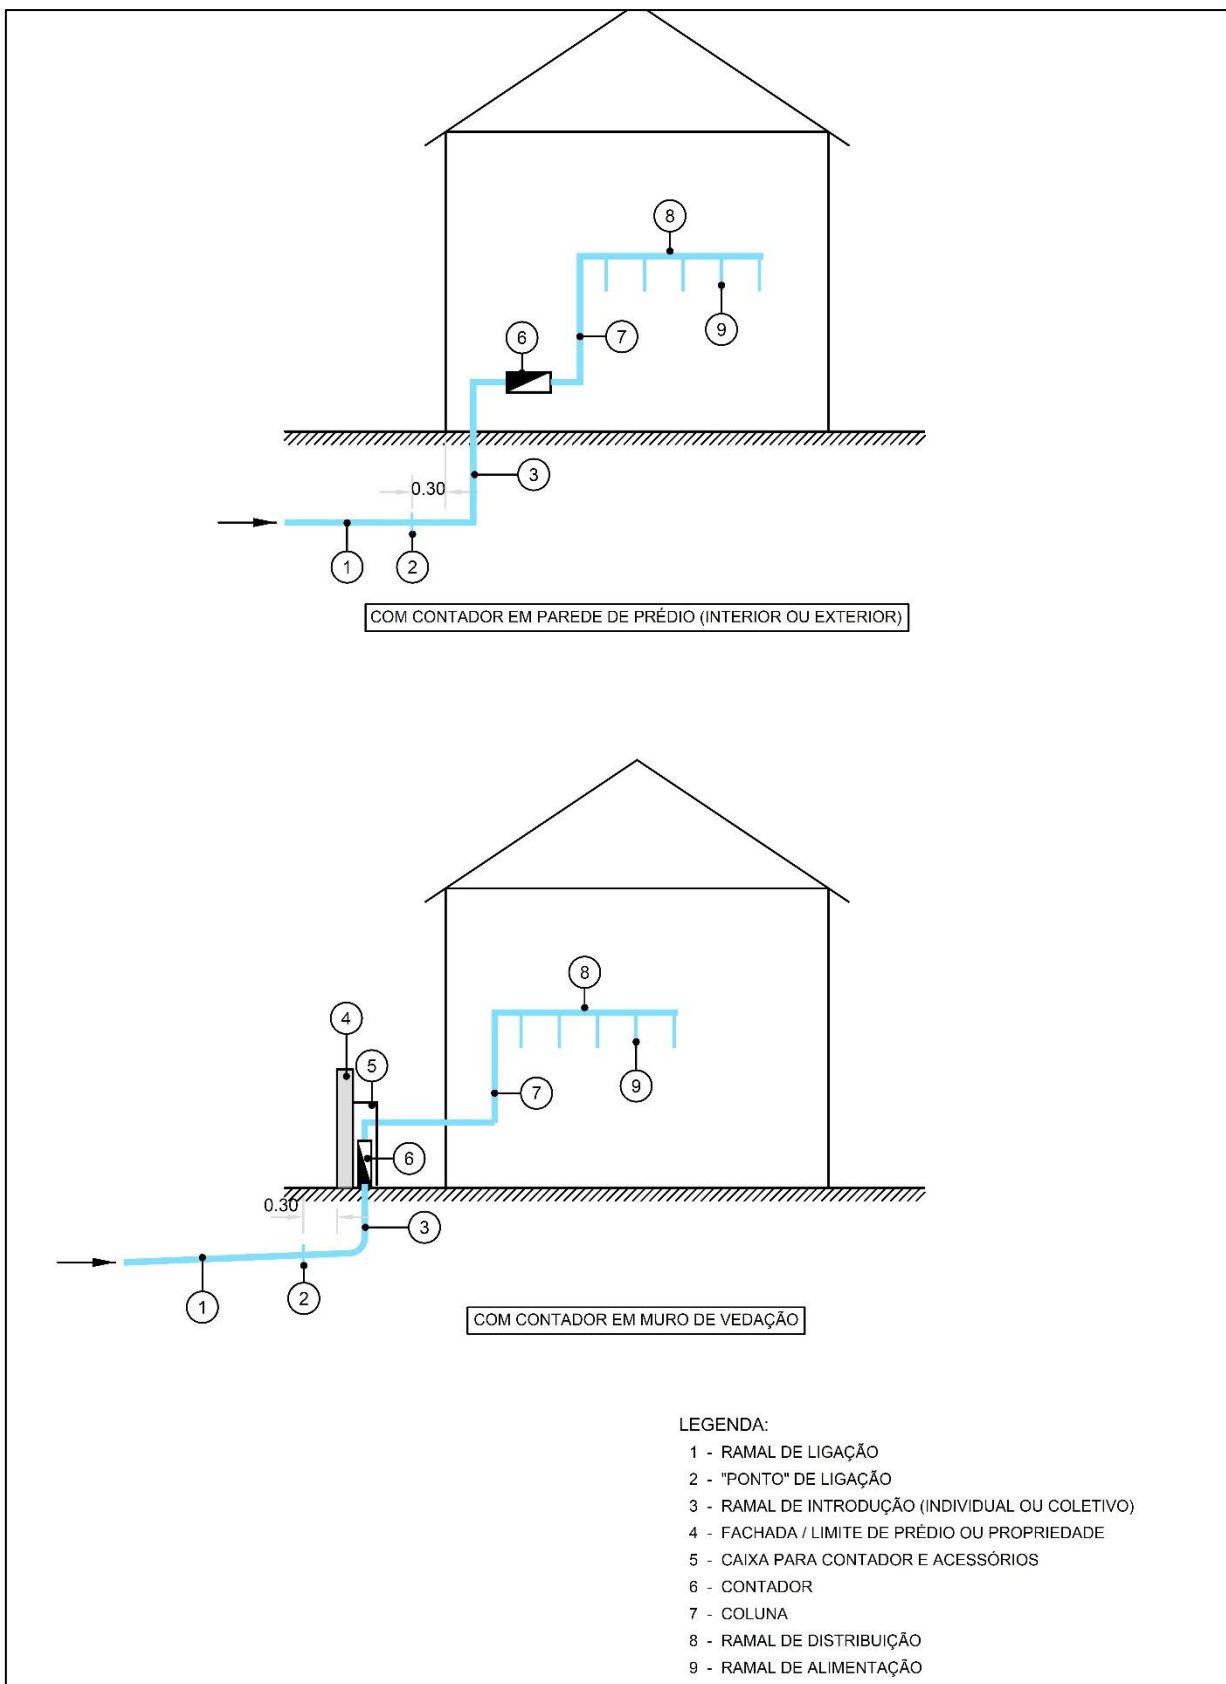 8
6
7
9
3
0.30
1
2
COM CONTADOR EM PAREDE DE PRÉDIO (INTERIOR OU EXTERIOR)
8
4
5
7
9
6
0.30
3
1
2
COM CONTADOR EM MURO DE VEDAÇÃO
LEGENDA:
1 - RAMAL DE LIGAÇÃO
2 - "PONTO" DE LIGAÇÃO
3 - RAMAL DE INTRODUÇÃO (INDIVIDUAL OU COLETIVO)
4 - FACHADA / LIMITE DE PRÉDIO OU PROPRIEDADE
5 - CAIXA PARA CONTADOR E ACESSÓRIOS
6 - CONTADOR
7 - COLUNA
8 - RAMAL DE DISTRIBUIÇÃO
9 - RAMAL DE ALIMENTAÇÃO